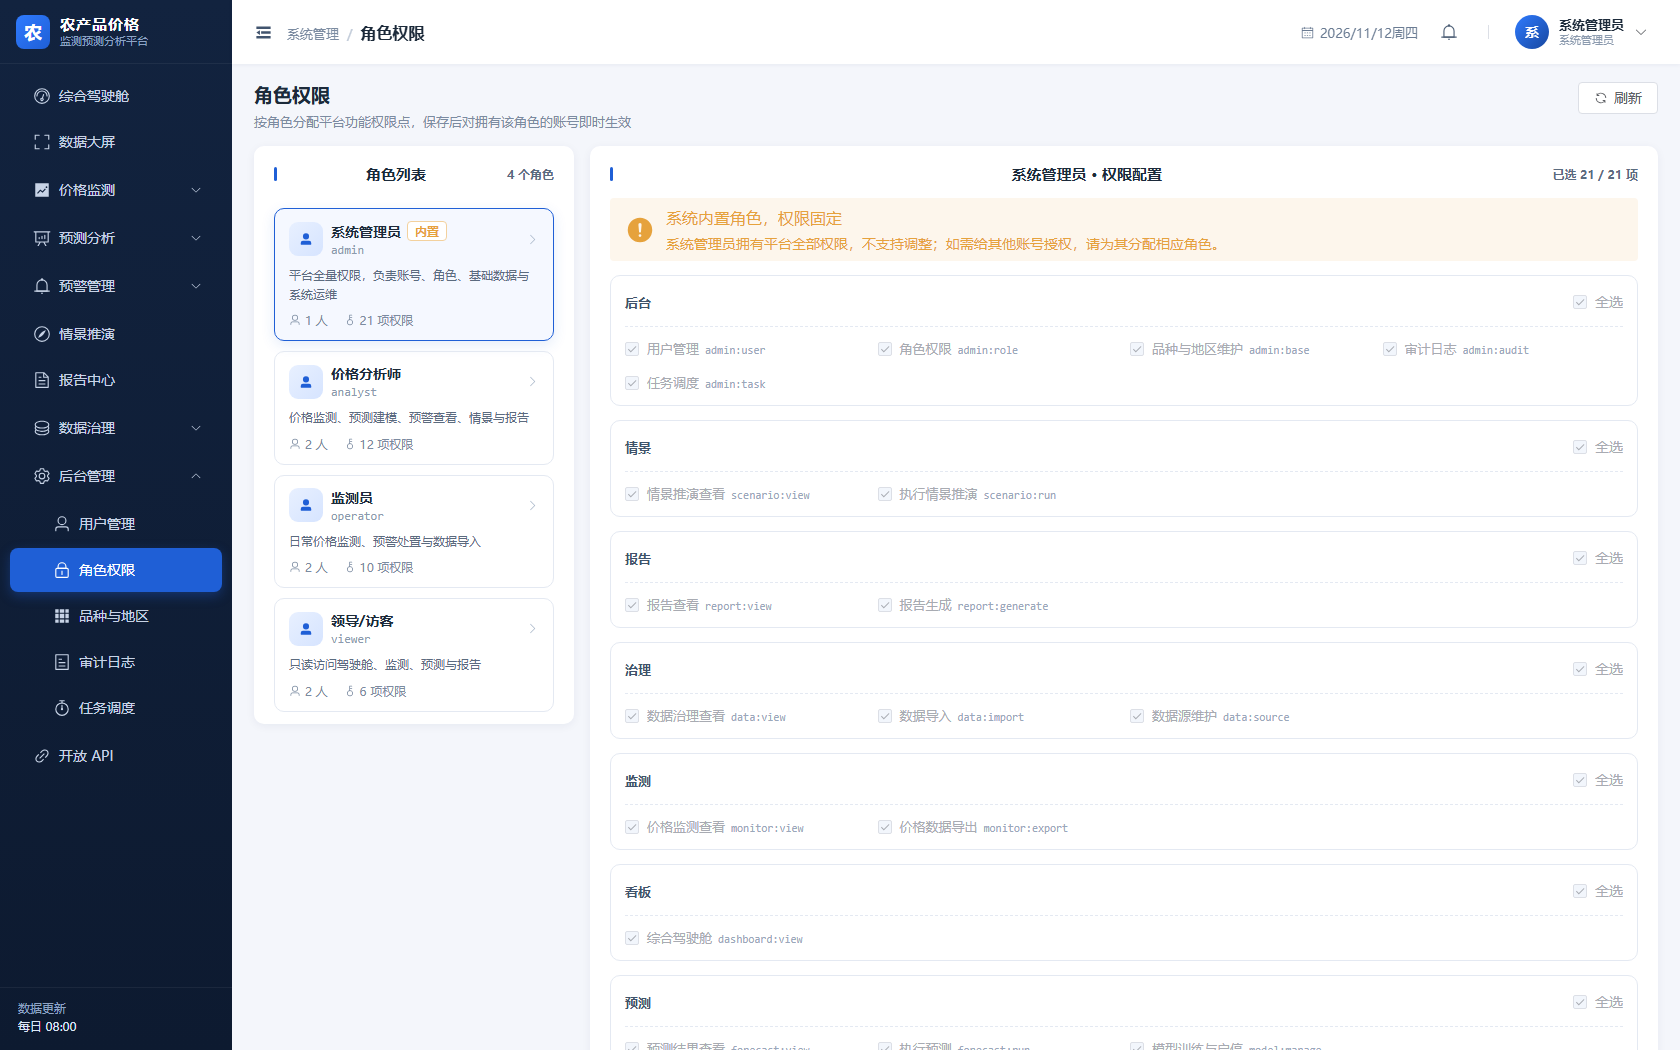 农
农产品价格
监测预测分析平台
综合驾驶舱
数据大屏
价格监测
预测分析
预警管理
情景推演
报告中心
数据治理
后台管理
用户管理
角色权限
品种与地区
审计日志
任务调度
开放 API
数据更新
每日 08:00
系统管理 / 角色权限
2026/11/12周四
系
系统管理员
系统管理员
角色权限
按角色分配平台功能权限点，保存后对拥有该角色的账号即时生效
刷新
角色列表
4 个角色
系统管理员 内置
admin
平台全量权限，负责账号、角色、基础数据与
系统运维
1 人 21 项权限
价格分析师
analyst
价格监测、预测建模、预警查看、情景与报告
2 人 12 项权限
监测员
operator
日常价格监测、预警处置与数据导入
2 人 10 项权限
领导/访客
viewer
只读访问驾驶舱、监测、预测与报告
2 人 6 项权限
系统管理员 • 权限配置
已选 21 / 21 项
系统内置角色，权限固定
系统管理员拥有平台全部权限，不支持调整；如需给其他账号授权，请为其分配相应角色。
后台 全选
用户管理 admin:user 角色权限 admin:role 品种与地区维护 admin:base 审计日志 admin:audit
任务调度 admin:task
情景 全选
情景推演查看 scenario:view 执行情景推演 scenario:run
报告 全选
报告查看 report:view 报告生成 report:generate
治理 全选
数据治理查看 data:view 数据导入 data:import 数据源维护 data:source
监测 全选
价格监测查看 monitor:view 价格数据导出 monitor:export
看板 全选
综合驾驶舱 dashboard:view
预测 全选
预测结果查看 forecast:view 执行预测 forecast:run 模型训练与启停 model:manage